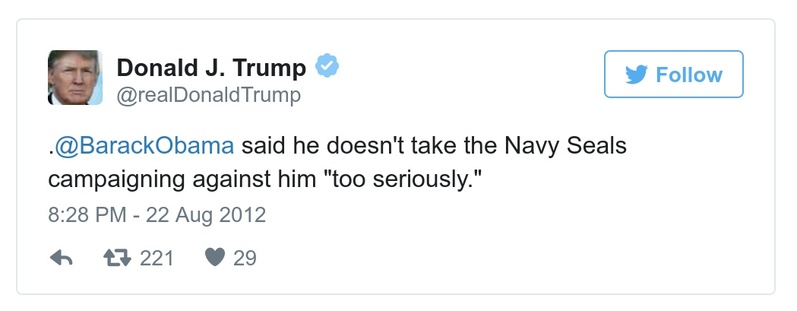 Donald J. Trump
@realDonaldTrump
Follow
.@BarackObama said he doesn't take the Navy Seals
campaigning against him "too seriously."
8:28 PM - 22 Aug 2012
221 29